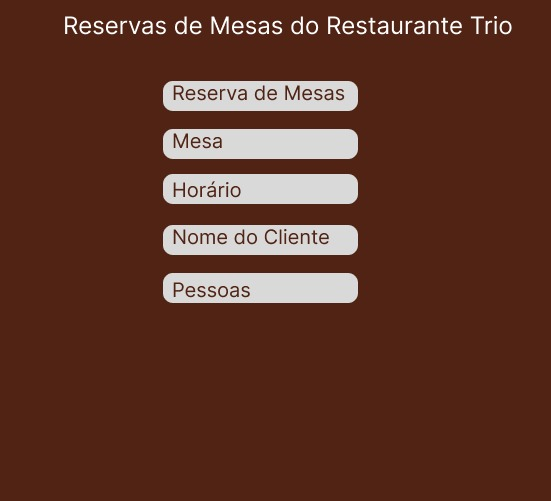 Reservas de Mesas do Restaurante Trio
Reserva de Mesas
Mesa
Horário
Nome do Cliente
Pessoas